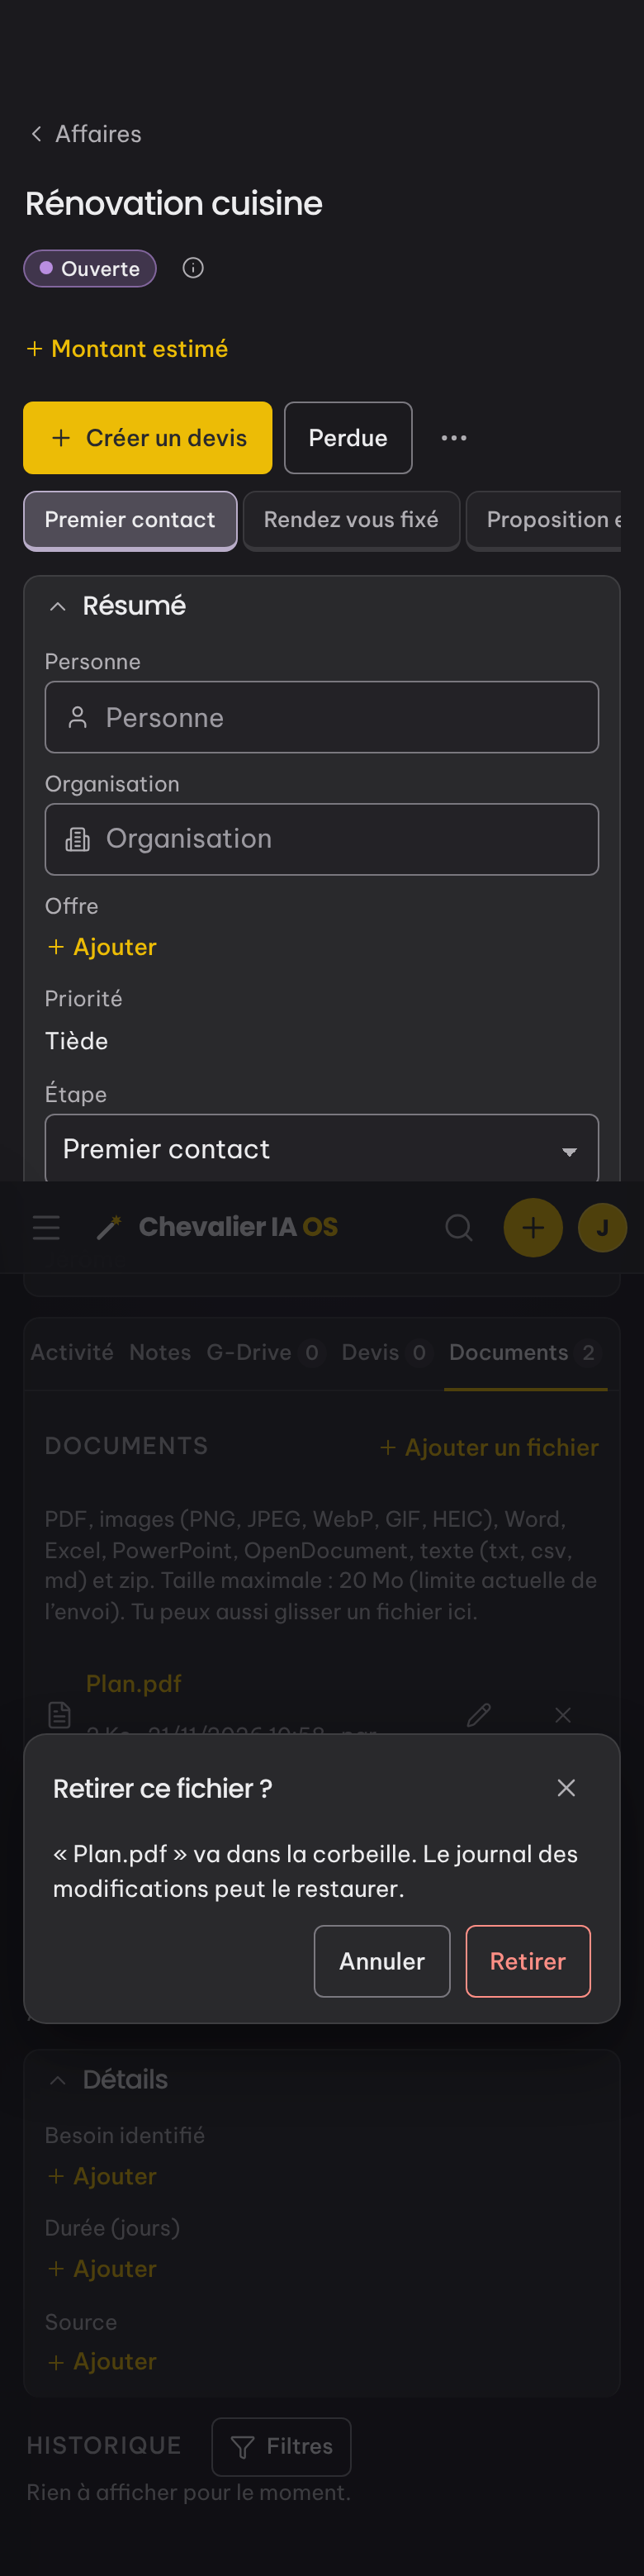 Affaires
Rénovation cuisine
Ouverte
+ Montant estimé
+ Créer un devis
Perdue
Premier contact
Rendez vous fixé
Proposition e
Résumé
Personne
Personne
Organisation
Organisation
Offre
+ Ajouter
Priorité
Tiède
Étape
Premier contact
Chevalier IA OS
J
Activité
Notes
G-Drive 0
Devis 0
Documents 2
DOCUMENTS
+ Ajouter un fichier
PDF, images (PNG, JPEG, WebP, GIF, HEIC), Word,
Excel, PowerPoint, OpenDocument, texte (txt, csv,
md) et zip. Taille maximale : 20 Mo (limite actuelle de
l'envoi). Tu peux aussi glisser un fichier ici.
Plan.pdf
Retirer ce fichier ?
« Plan.pdf » va dans la corbeille. Le journal des
modifications peut le restaurer.
Annuler
Retirer
Détails
Besoin identifié
+ Ajouter
Durée (jours)
+ Ajouter
Source
+ Ajouter
HISTORIQUE
Filtres
Rien à afficher pour le moment.